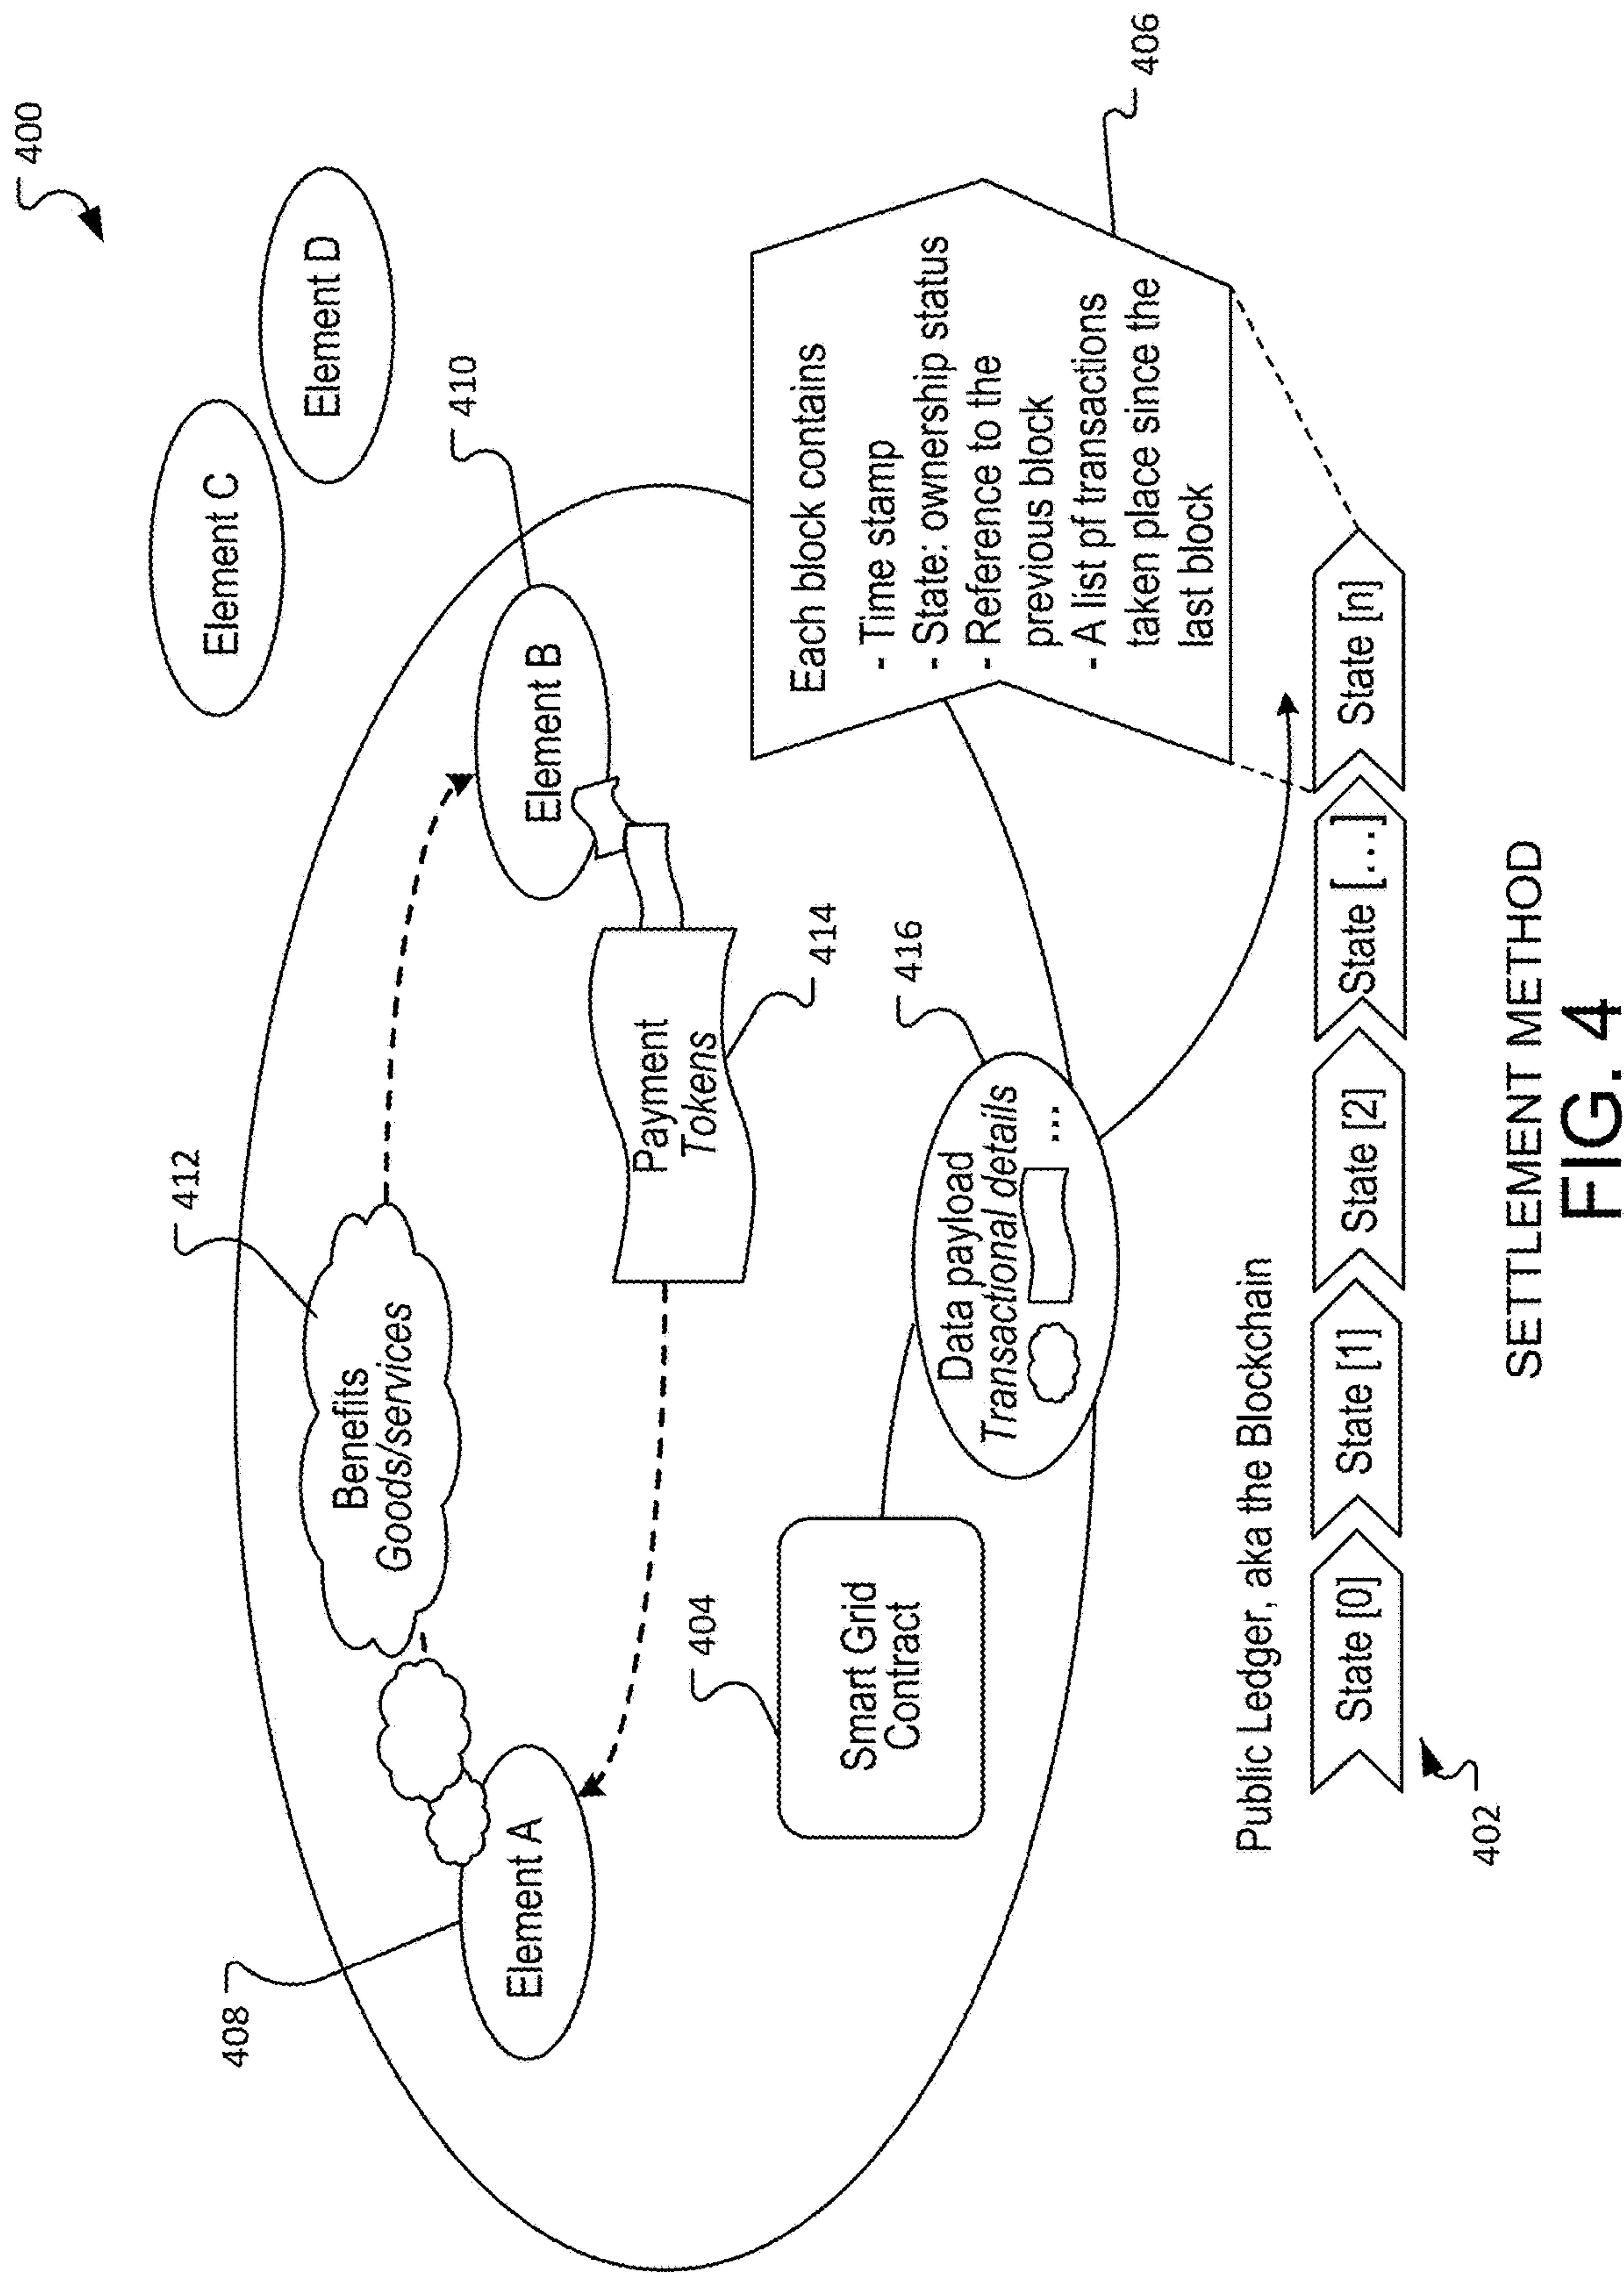 400
Element C
Element D
412
Benefits
Goods/services
410
Element B
408
Element A
Payment
Tokens
414
404
Smart Grid
Contract
416
Data payload
Transactional details
...
Each block contains
- Time stamp
- State: ownership status
- Reference to the
previous block
- A list pf transactions
taken place since the
last block
406
Public Ledger, aka the Blockchain
State [0]
State [1]
State [2]
State [...]
State [n]
402
SETTLEMENT METHOD
FIG. 4